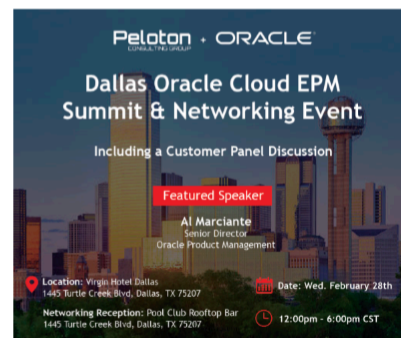 Peloton + ORACLE
CONSULTING GROUP
Dallas Oracle Cloud EPM
Summit & Networking Event
Including a Customer Panel Discussion
Featured Speaker
Al Marciante
Senior Director
Oracle Product Management
Location: Virgin Hotel Dallas
1445 Turtle Creek Blvd, Dallas, TX 75207
Networking Reception: Pool Club Rooftop Bar
1445 Turtle Creek Blvd, Dallas, TX 75207
Date: Wed. February 28th
12:00pm - 6:00pm CST